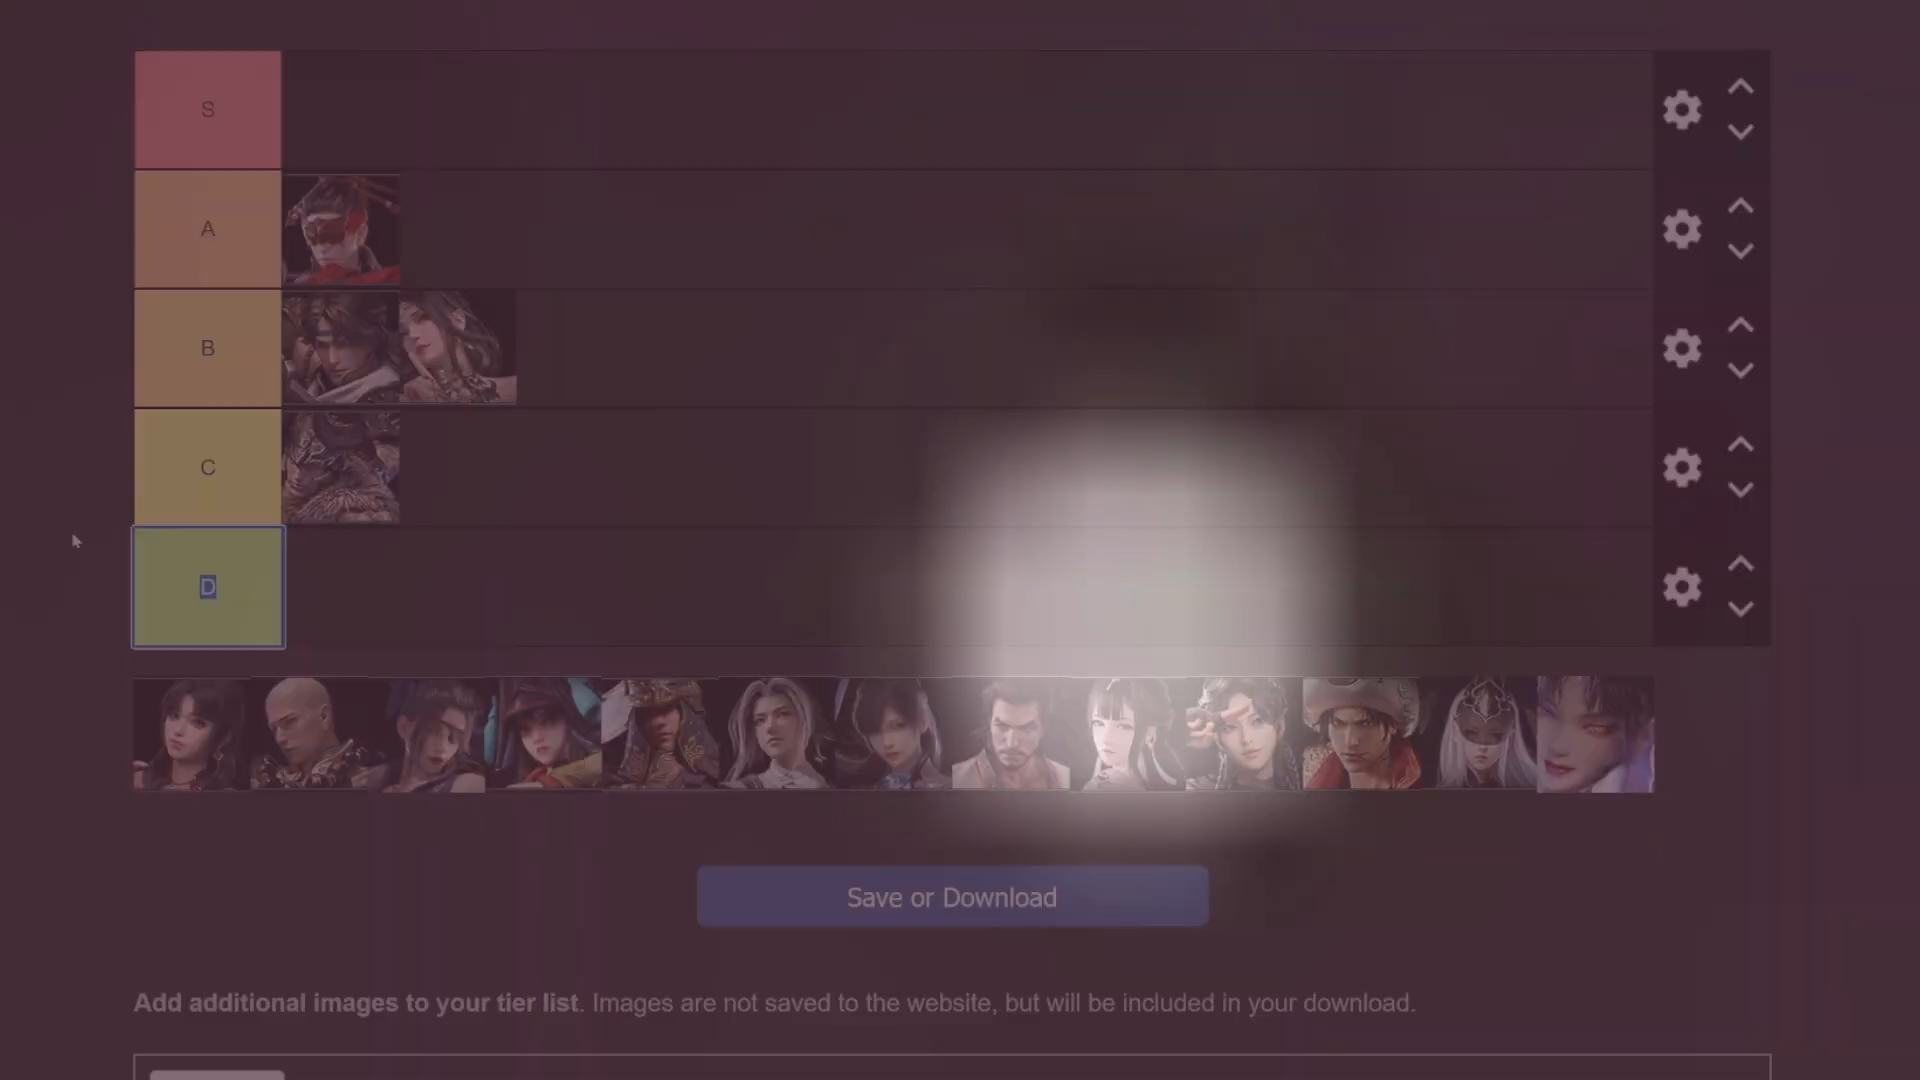 S
A
B
C
D
Save or Download
Add additional images to your tier list. Images are not saved to the website, but will be included in your download.